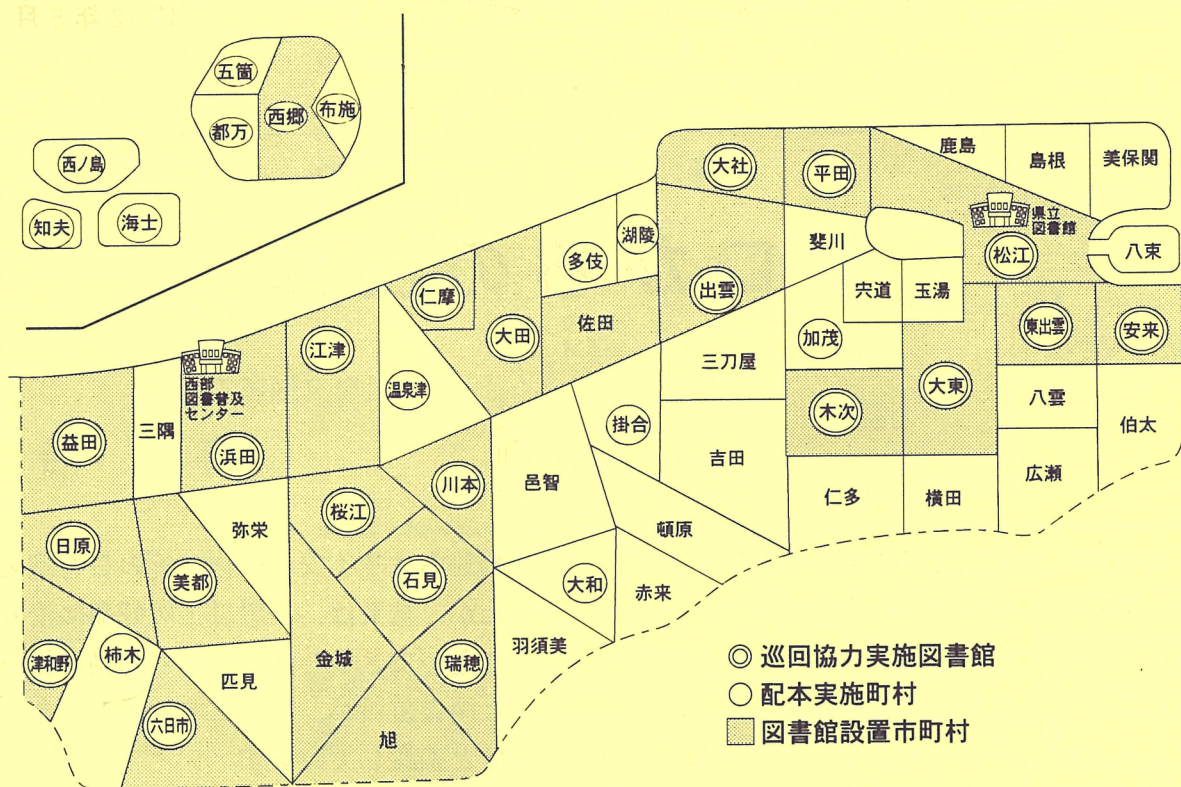 五箇
西郷
布施
都万
西ノ島
知夫
海士
大社
平田
鹿島
島根
美保関
県立
図書館
松江
八束
湖陵
多伎
斐川
出雲
宍道
玉湯
仁摩
大田
佐田
加茂
東出雲
安来
江津
温泉津
三刀屋
大東
木次
八雲
伯太
西部
図書普及
センター
益田
三隅
浜田
掛合
吉田
広瀬
川本
邑智
仁多
横田
桜江
弥栄
頓原
日原
美都
石見
大和
赤来
津和野
柿木
匹見
金城
瑞穂
羽須美
六日市
旭
◎巡回協力実施図書館
○配本実施町村
図書館設置市町村